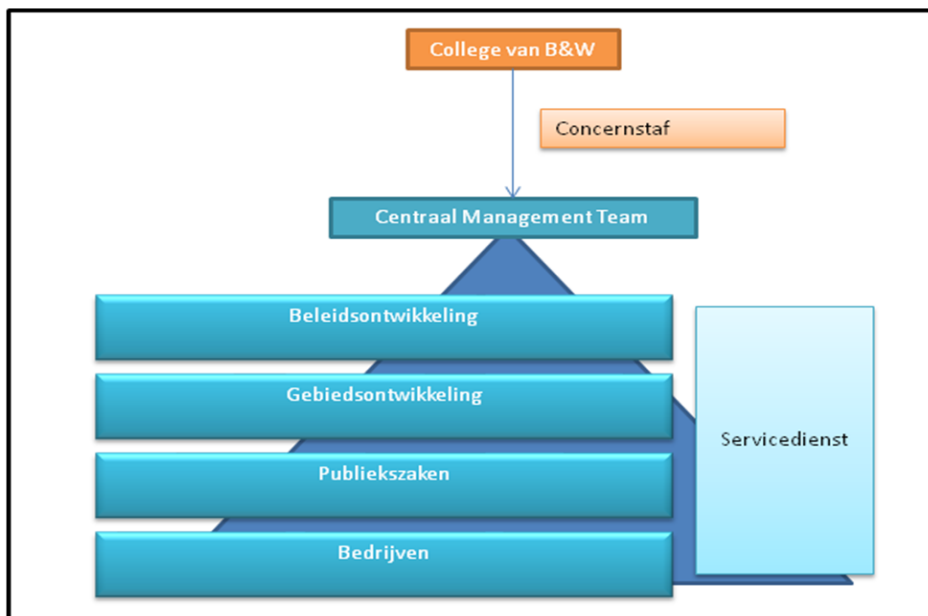 College van B&W
Concernstaf
Centraal Management Team
Beleidsontwikkeling
Gebiedsontwikkeling
Publiekszaken
Bedrijven
Servicedienst